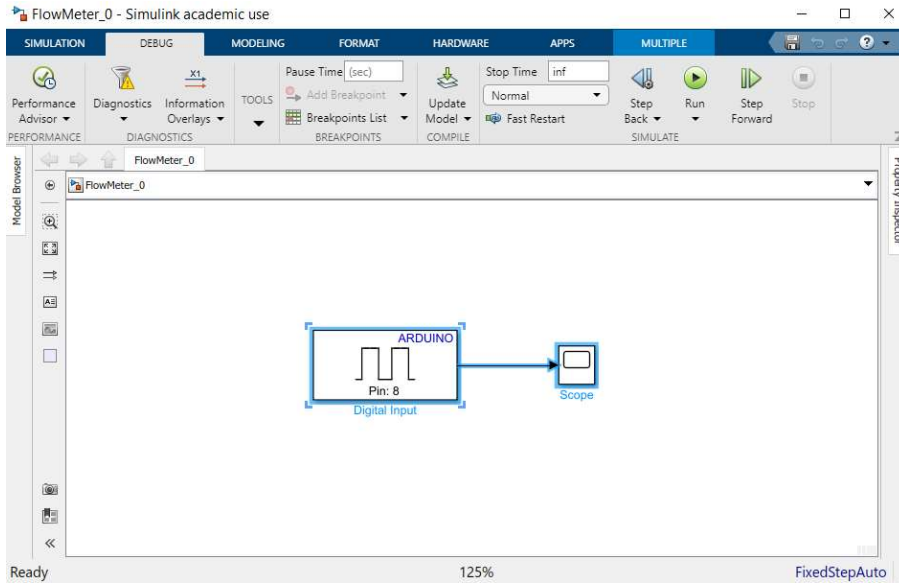 FlowMeter_0 - Simulink academic use
SIMULATION DEBUG MODELING FORMAT HARDWARE APPS MULTIPLE
Performance Advisor
PERFORMANCE
Diagnostics
Information Overlays
DIAGNOSTICS
TOOLS
Pause Time (sec)
Add Breakpoint
Breakpoints List
BREAKPOINTS
Update Model
COMPILE
Stop Time inf
Normal
Fast Restart
Step Back
Run
Step Forward
Stop
SIMULATE
Model Browser
FlowMeter_0
FlowMeter_0
Property Inspector
ARDUINO
Pin: 8
Digital Input
Scope
Ready
125%
FixedStepAuto